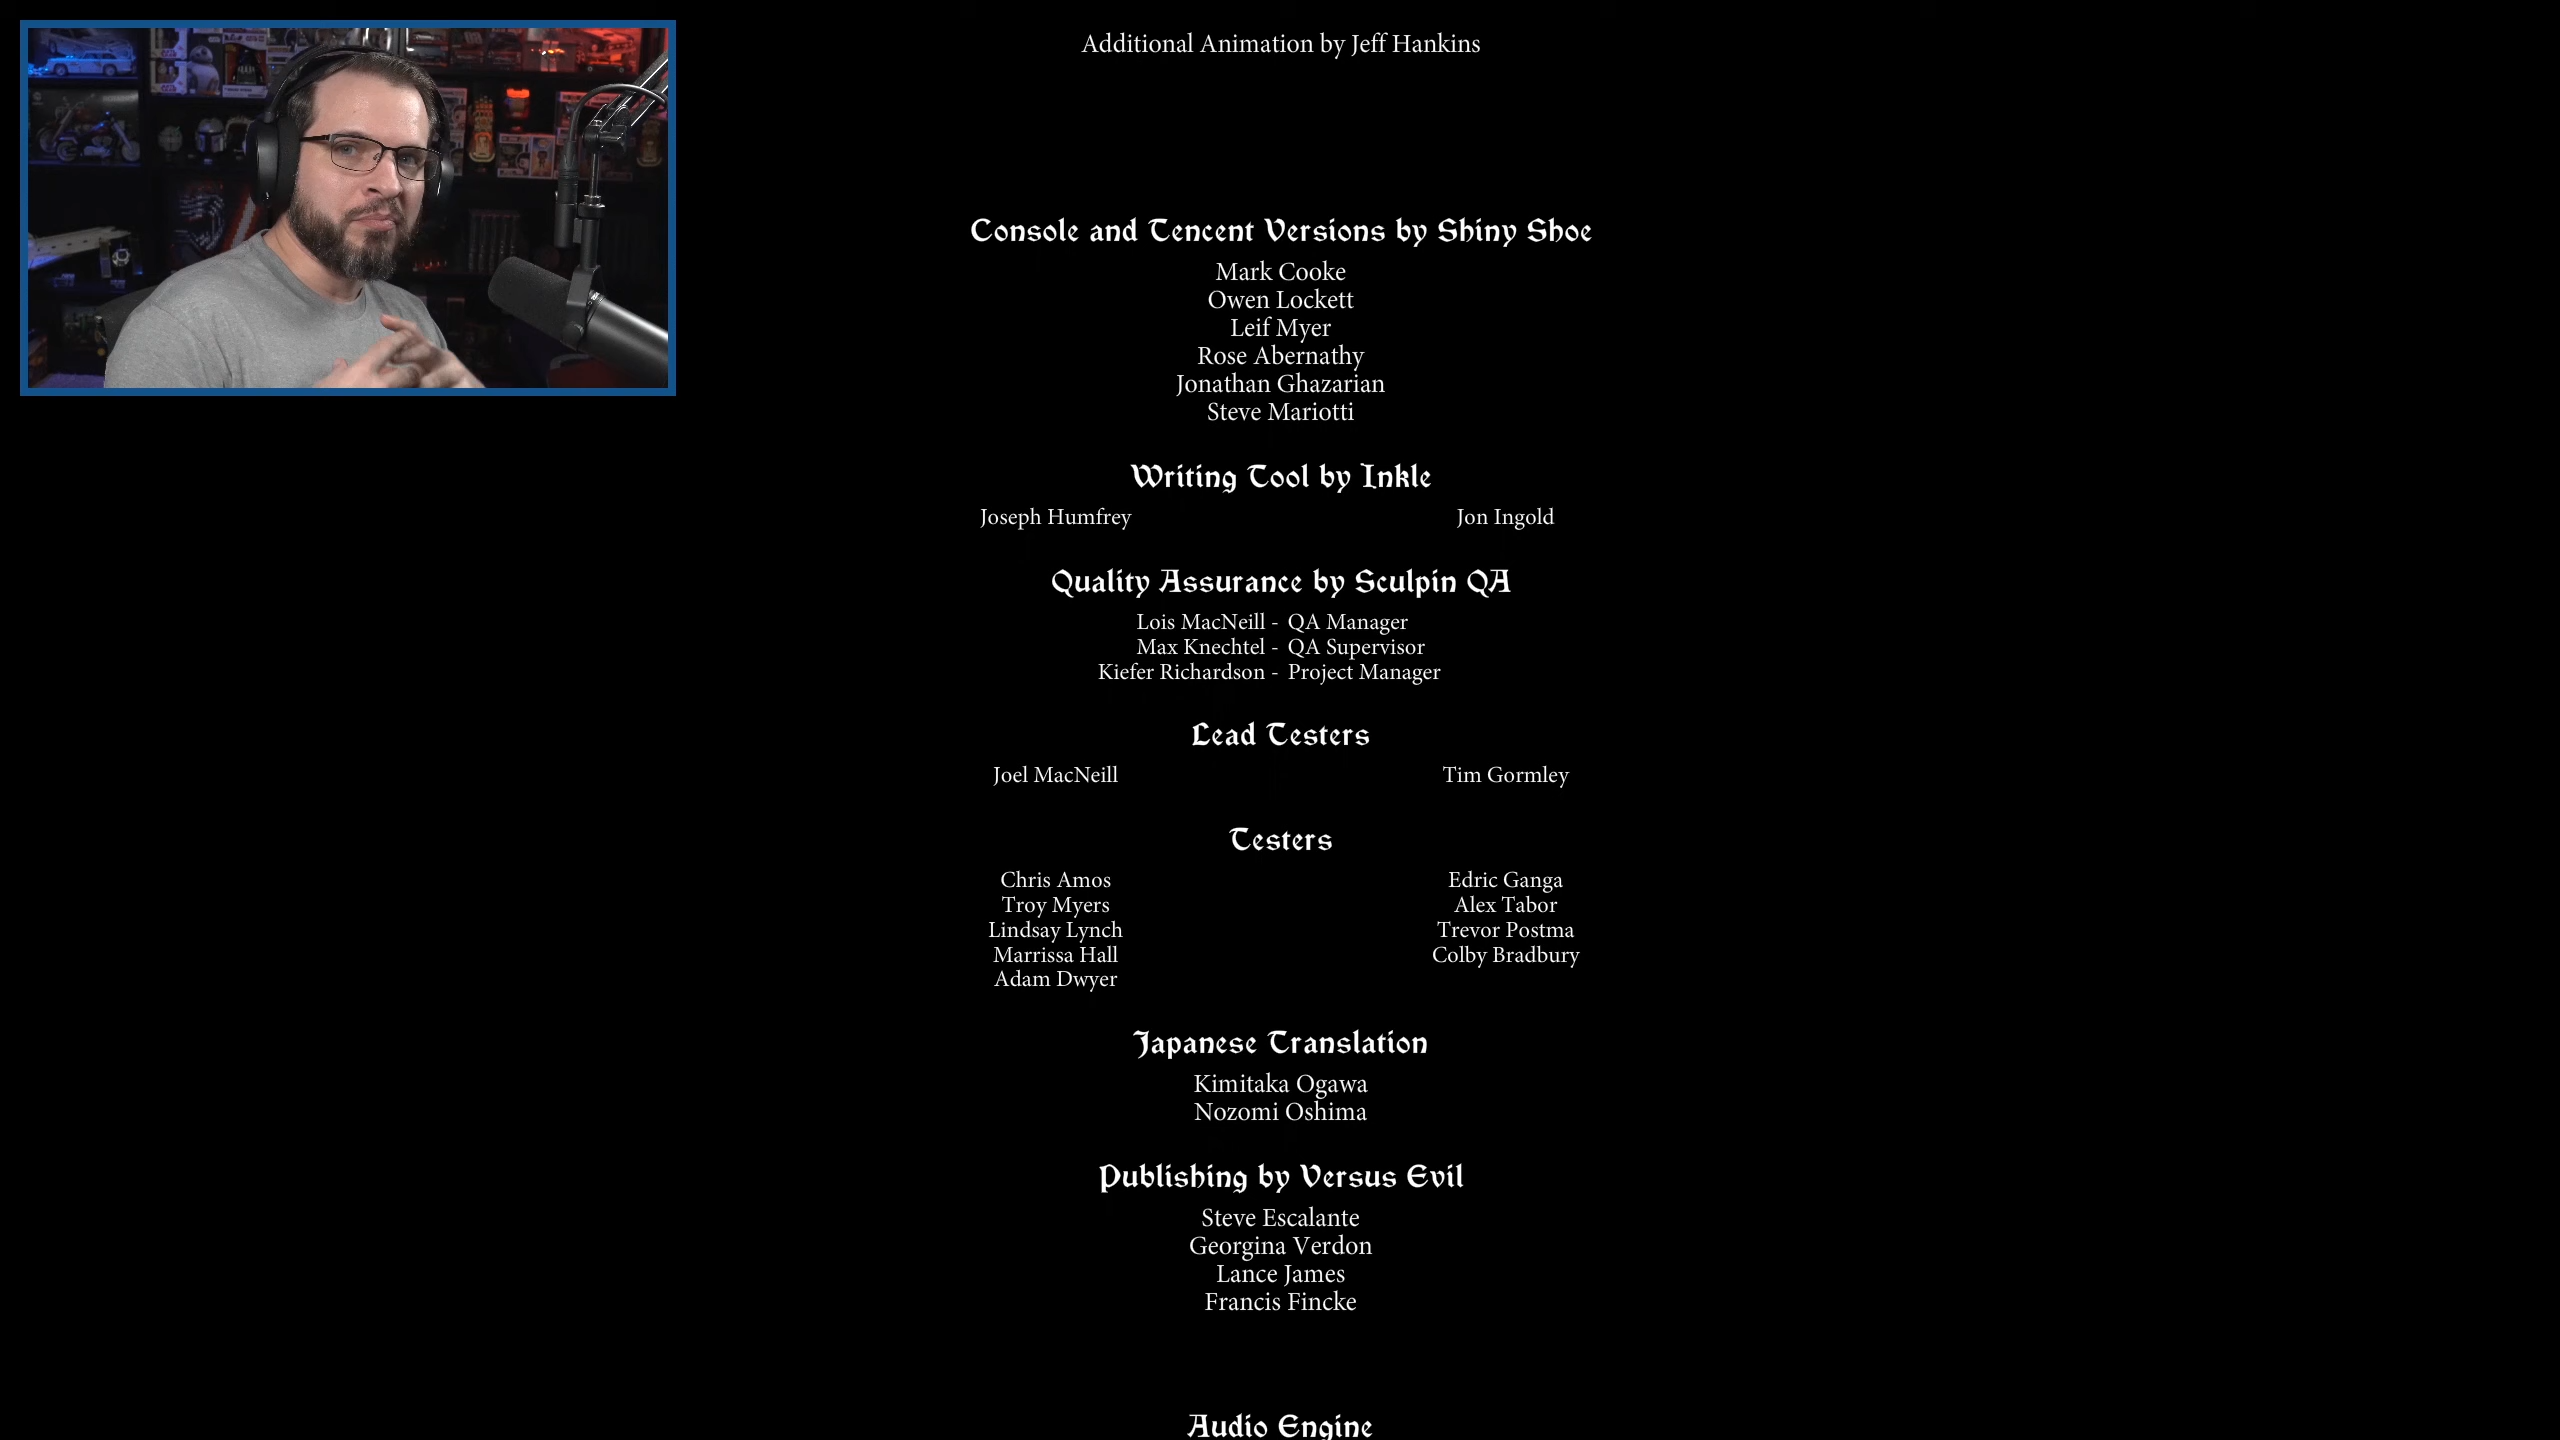 Additional Animation by Jeff Hankins
Console and Tencent Versions by Shiny Shoe
Mark Cooke
Owen Lockett
Leif Myer
Rose Abernathy
Jonathan Ghazarian
Steve Mariotti
Writing Tool by Inkle
Joseph Humfrey Jon Ingold
Quality Assurance by Sculpin QA
Lois MacNeill - QA Manager
Max Knechtel - QA Supervisor
Kiefer Richardson - Project Manager
Lead Testers
Joel MacNeill Tim Gormley
Testers
Chris Amos Edric Ganga
Troy Myers Alex Tabor
Lindsay Lynch Trevor Postma
Marrissa Hall Colby Bradbury
Adam Dwyer
Japanese Translation
Kimitaka Ogawa
Nozomi Oshima
Publishing by Versus Evil
Steve Escalante
Georgina Verdon
Lance James
Francis Fincke
Audio Engine